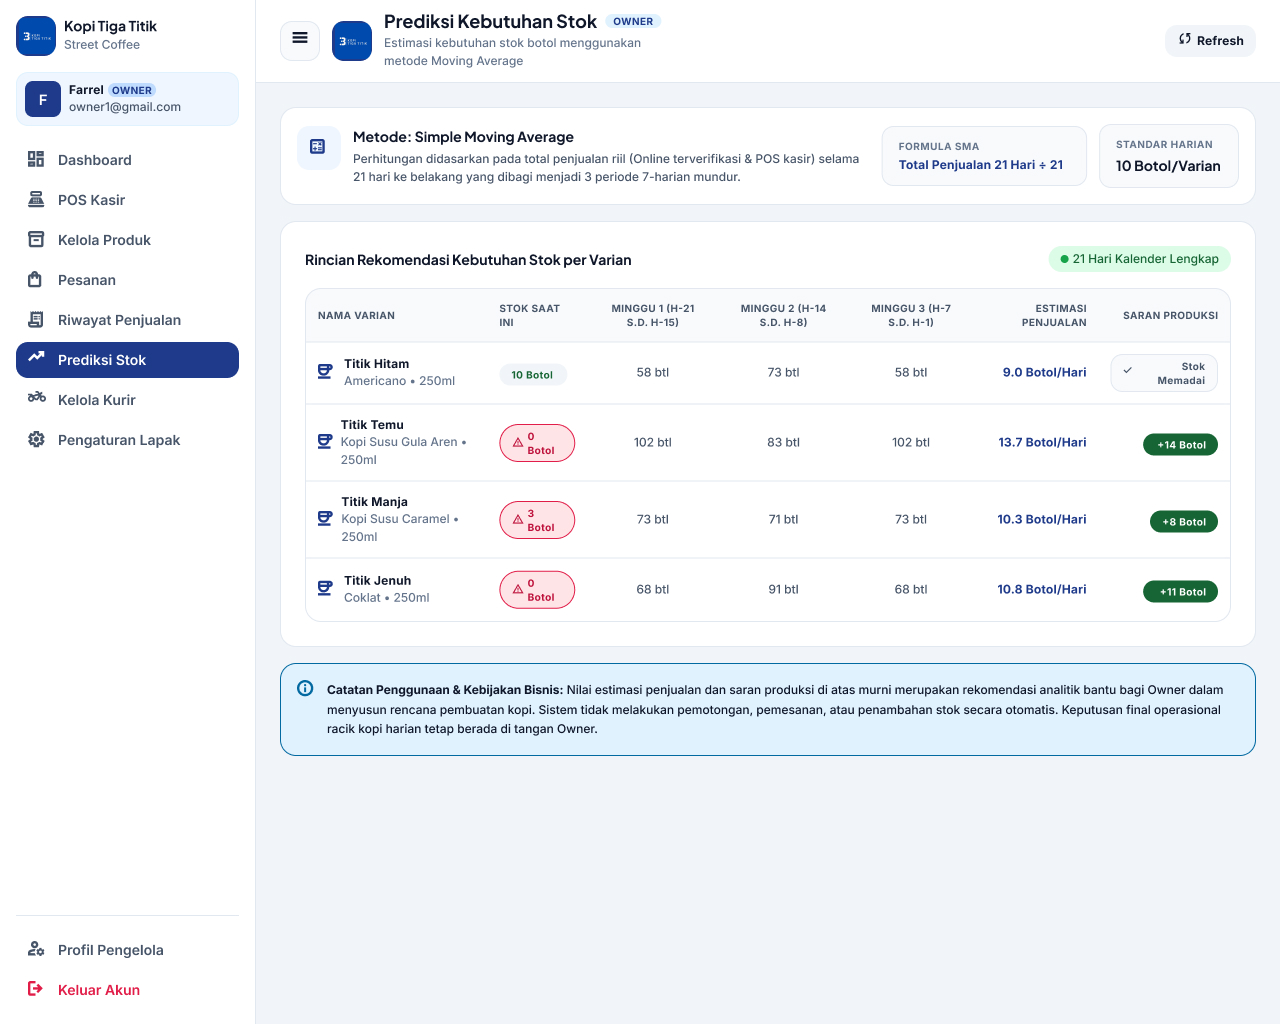 Kopi Tiga Titik
Street Coffee
F
Farrel OWNER
owner1@gmail.com
Dashboard
POS Kasir
Kelola Produk
Pesanan
Riwayat Penjualan
Prediksi Stok
Kelola Kurir
Pengaturan Lapak
Profil Pengelola
Keluar Akun
Prediksi Kebutuhan Stok OWNER
Estimasi kebutuhan stok botol menggunakan
metode Moving Average
Refresh
Metode: Simple Moving Average
Perhitungan didasarkan pada total penjualan riil (Online terverifikasi & POS kasir) selama
21 hari ke belakang yang dibagi menjadi 3 periode 7-harian mundur.
FORMULA SMA
Total Penjualan 21 Hari ÷ 21
STANDAR HARIAN
10 Botol/Varian
Rincian Rekomendasi Kebutuhan Stok per Varian
21 Hari Kalender Lengkap
NAMA VARIAN
STOK SAAT
INI
MINGGU 1 (H-21
S.D. H-15)
MINGGU 2 (H-14
S.D. H-8)
MINGGU 3 (H-7
S.D. H-1)
ESTIMASI
PENJUALAN
SARAN PRODUKSI
Titik Hitam
Americano • 250ml
10 Botol
58 btl
73 btl
58 btl
9.0 Botol/Hari
Stok
Memadai
Titik Temu
Kopi Susu Gula Aren •
250ml
0
Botol
102 btl
83 btl
102 btl
13.7 Botol/Hari
+14 Botol
Titik Manja
Kopi Susu Caramel •
250ml
3
Botol
73 btl
71 btl
73 btl
10.3 Botol/Hari
+8 Botol
Titik Jenuh
Coklat • 250ml
0
Botol
68 btl
91 btl
68 btl
10.8 Botol/Hari
+11 Botol
Catatan Penggunaan & Kebijakan Bisnis: Nilai estimasi penjualan dan saran produksi di atas murni merupakan rekomendasi analitik bantu bagi Owner dalam
menyusun rencana pembuatan kopi. Sistem tidak melakukan pemotongan, pemesanan, atau penambahan stok secara otomatis. Keputusan final operasional
racik kopi harian tetap berada di tangan Owner.